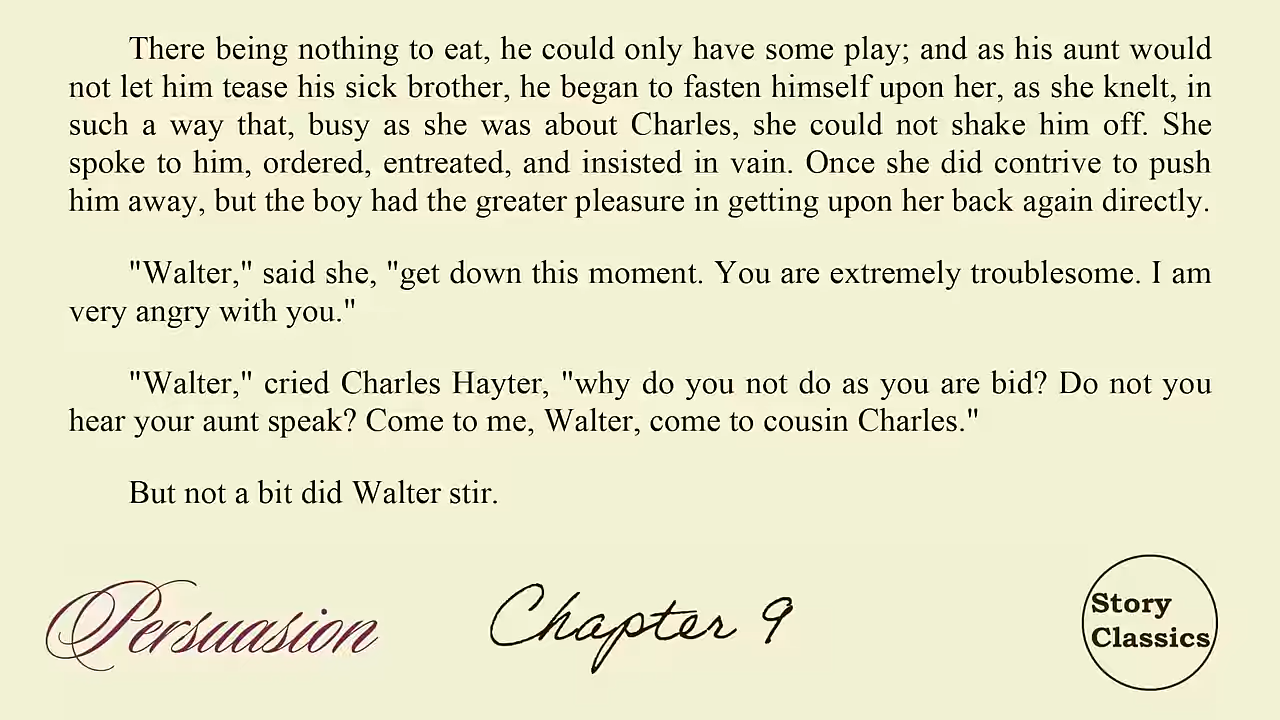 There being nothing to eat, he could only have some play; and as his aunt would
not let him tease his sick brother, he began to fasten himself upon her, as she knelt, in
such a way that, busy as she was about Charles, she could not shake him off. She
spoke to him, ordered, entreated, and insisted in vain. Once she did contrive to push
him away, but the boy had the greater pleasure in getting upon her back again directly.
"Walter," said she, "get down this moment. You are extremely troublesome. I am
very angry with you."
"Walter," cried Charles Hayter, "why do you not do as you are bid? Do not you
hear your aunt speak? Come to me, Walter, come to cousin Charles."
But not a bit did Walter stir.
Persuasion
Chapter 9
Story
Classics